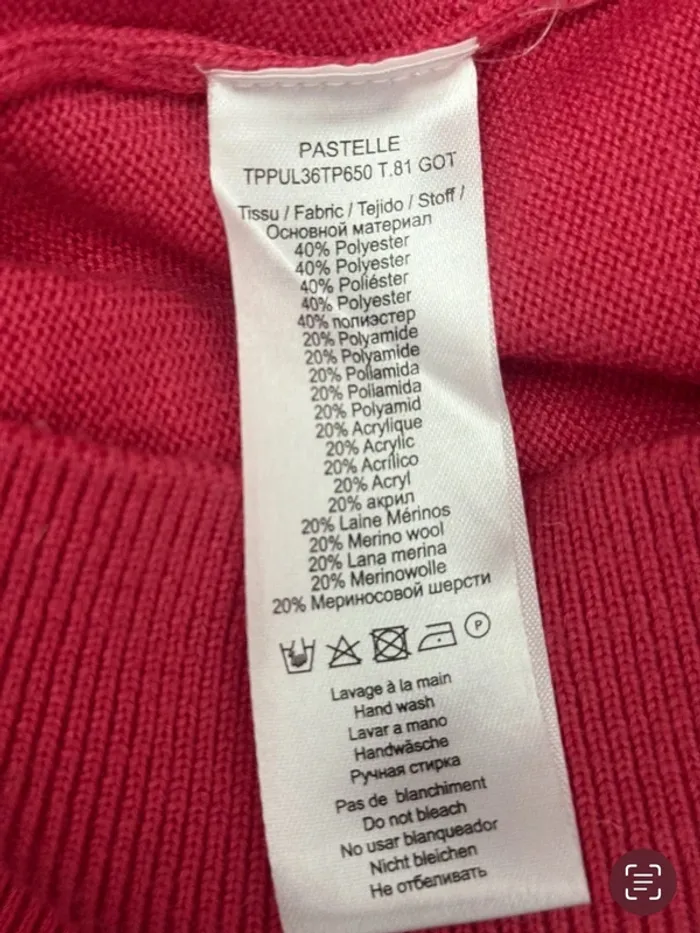 PASTELLE
TPPUL36TP650 T.81 GOT
Tissu / Fabric / Tejido / Stoff /
Основной материал
40% Polyester
40% Polyester
40% Poliéster
40% Polyester
40% полиэстер
20% Polyamide
20% Polyamide
20% Poliamida
20% Poliamida
20% Polyamid
20% Acrylique
20% Acrylic
20% Acrílico
20% Acryl
20% акрил
20% Laine Mérinos
20% Merino wool
20% Lana merina
20% Merinowolle
20% Мериносовой шерсти
P
Lavage à la main
Hand wash
Lavar a mano
Handwäsche
Ручная стирка
Pas de blanchiment
Do not bleach
No usar blanqueador
Nicht bleichen
Не отбеливать